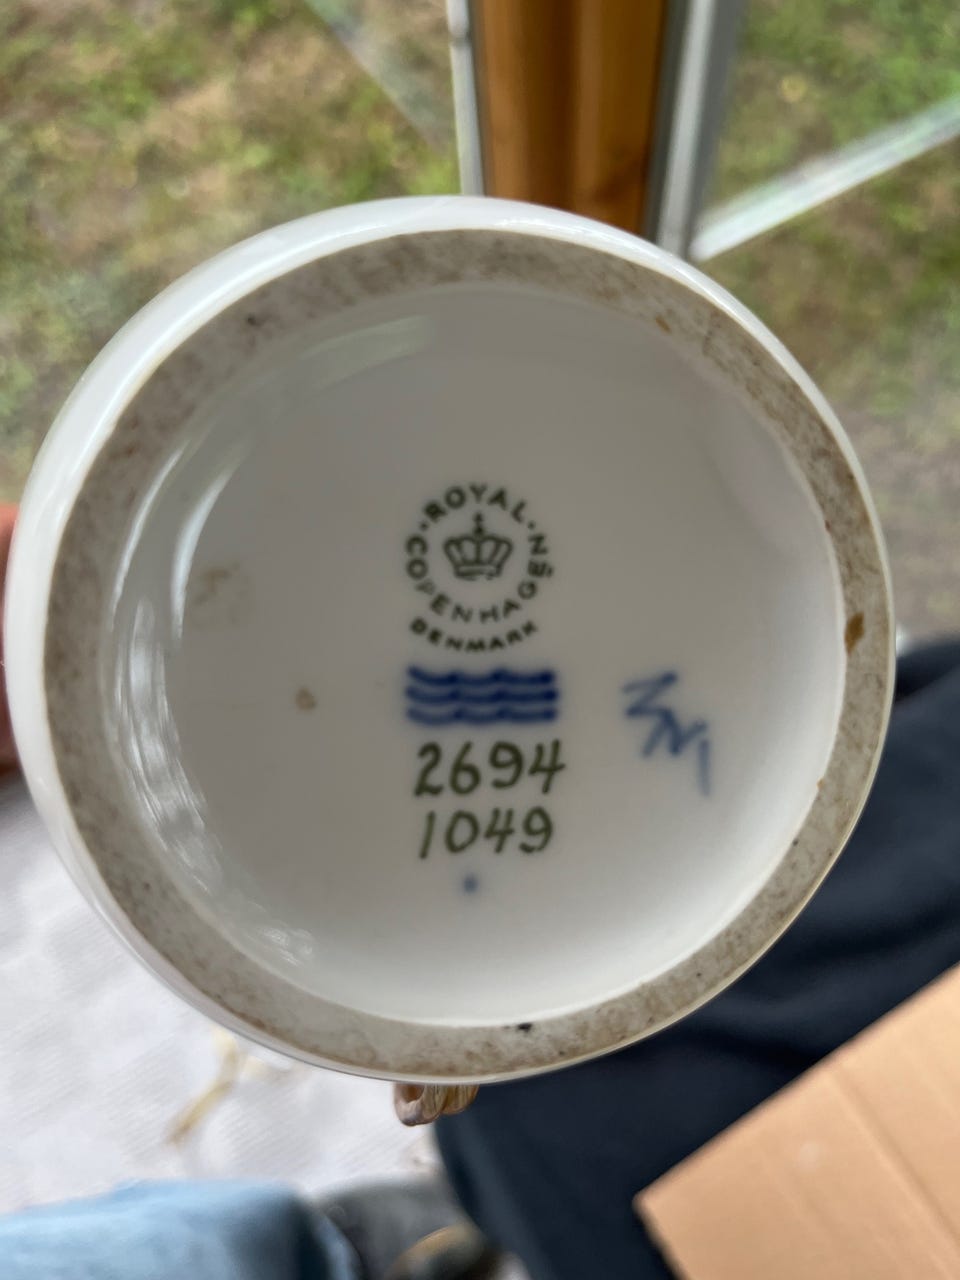 ROYAL
COPENHAGEN
DENMARK
2694
1049